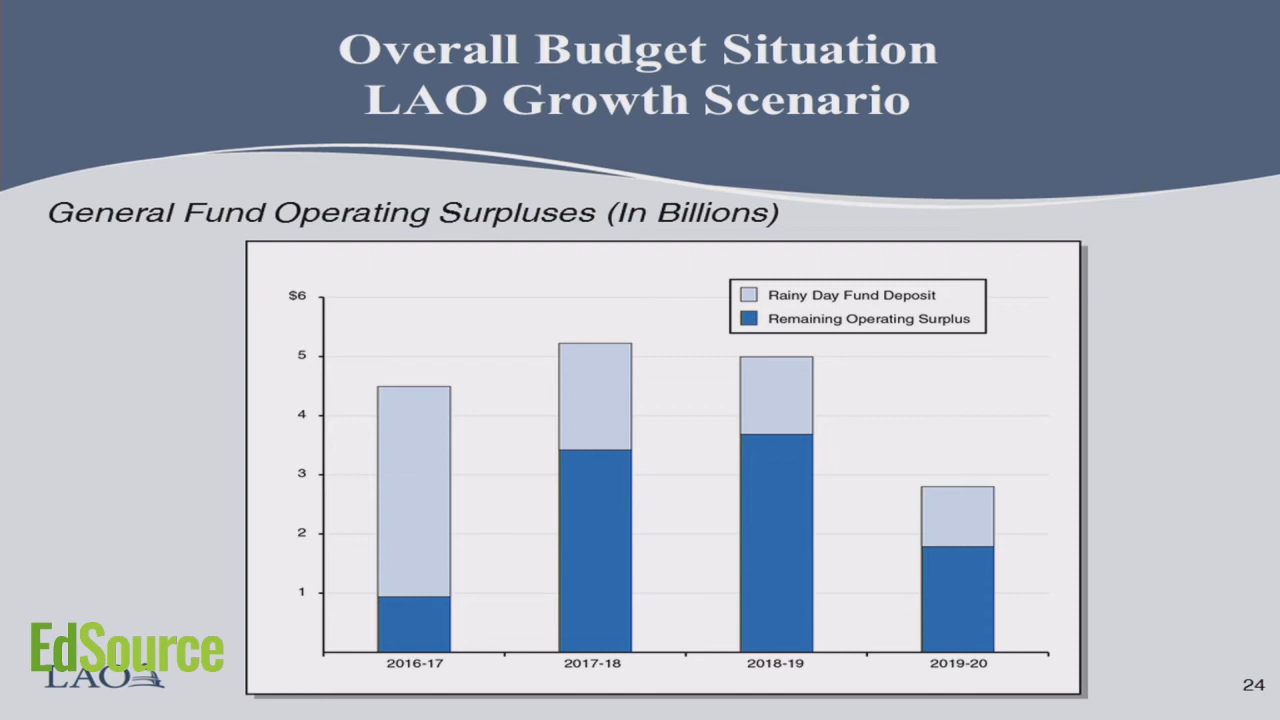 Overall Budget Situation
LAO Growth Scenario
General Fund Operating Surpluses (In Billions)
Rainy Day Fund Deposit
Remaining Operating Surplus
$6
5
4
3
2
1
2016-17 2017-18 2018-19 2019-20
EdSource
LAO
24